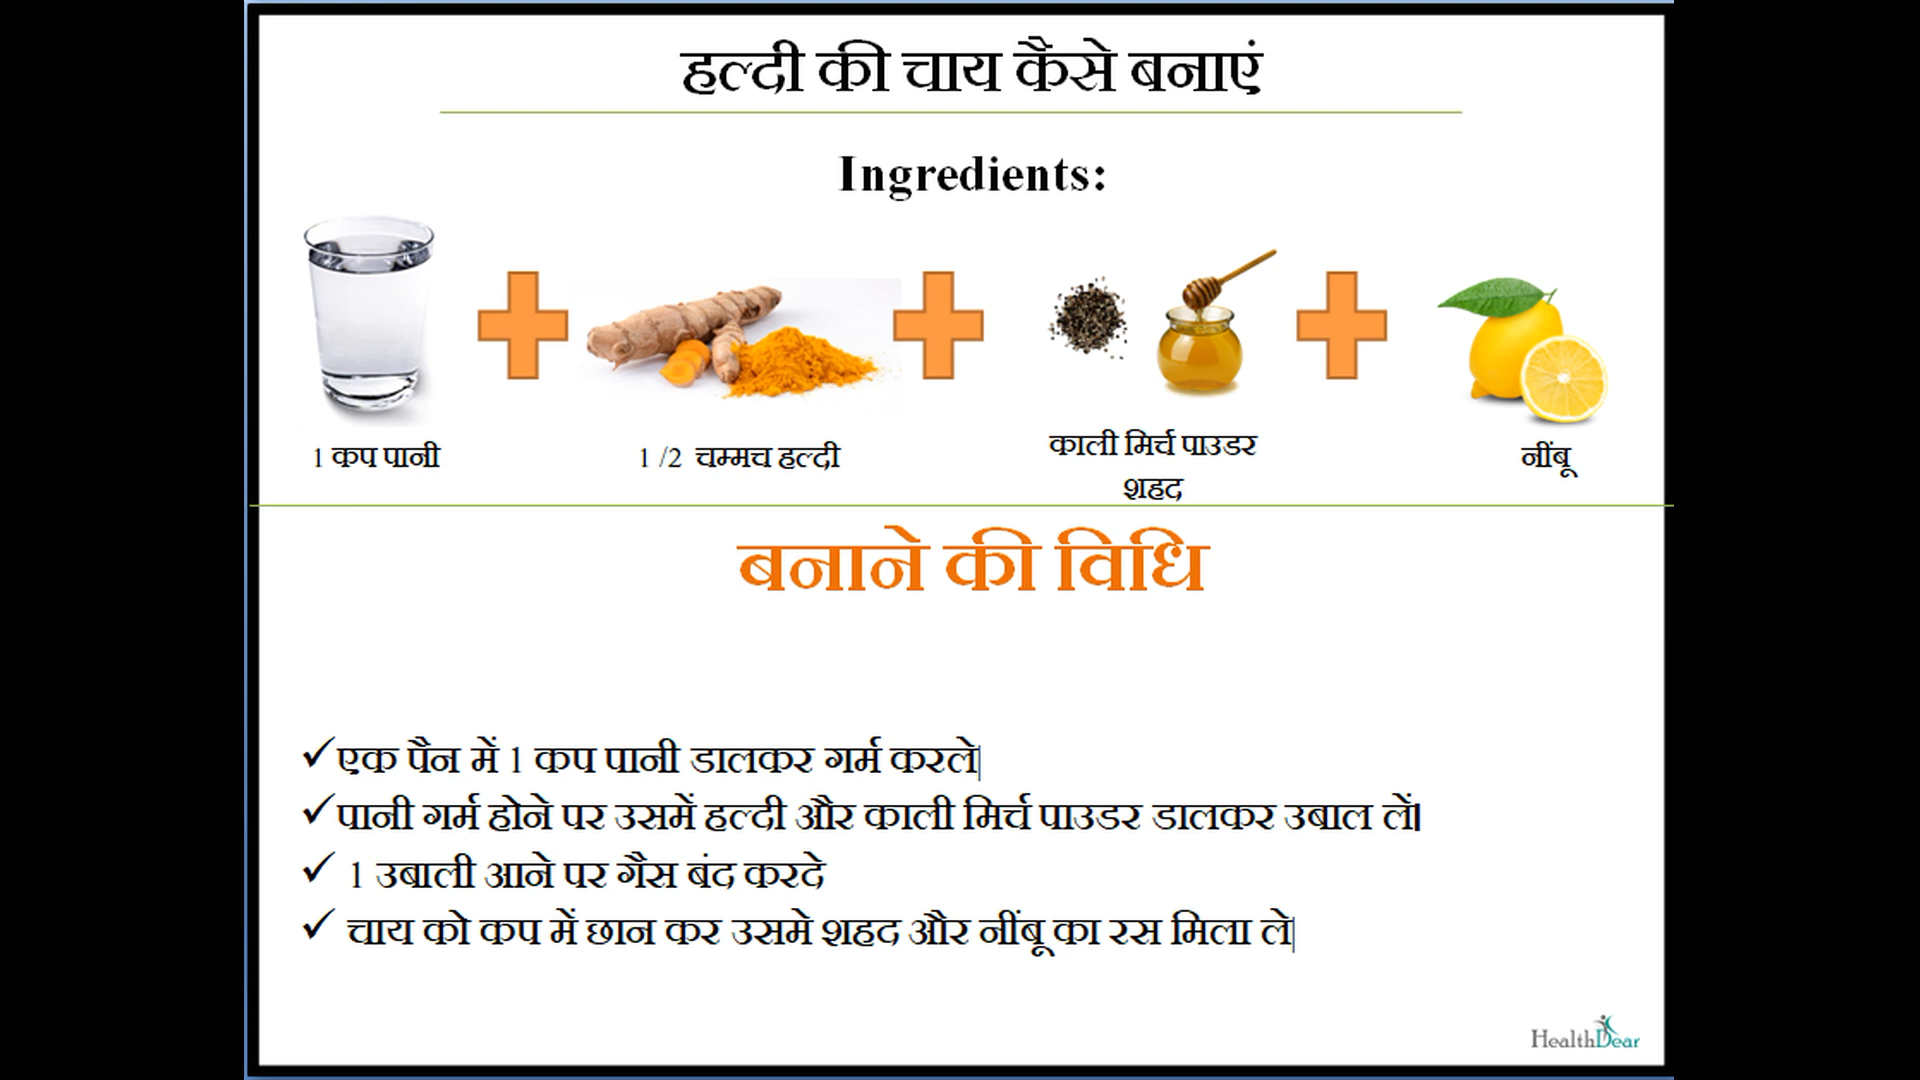 हल्दी की चाय कैसे बनाएं
Ingredients:
1 कप पानी
1 /2 चम्मच हल्दी
काली मिर्च पाउडर
शहद
नींबू
बनाने की विधि
✓एक पैन में 1 कप पानी डालकर गर्म करले|
✓पानी गर्म होने पर उसमें हल्दी और काली मिर्च पाउडर डालकर उबाल लें।
✓ 1 उबाली आने पर गैस बंद करदे
✓ चाय को कप में छान कर उसमे शहद और नींबू का रस मिला ले|
HealthDear